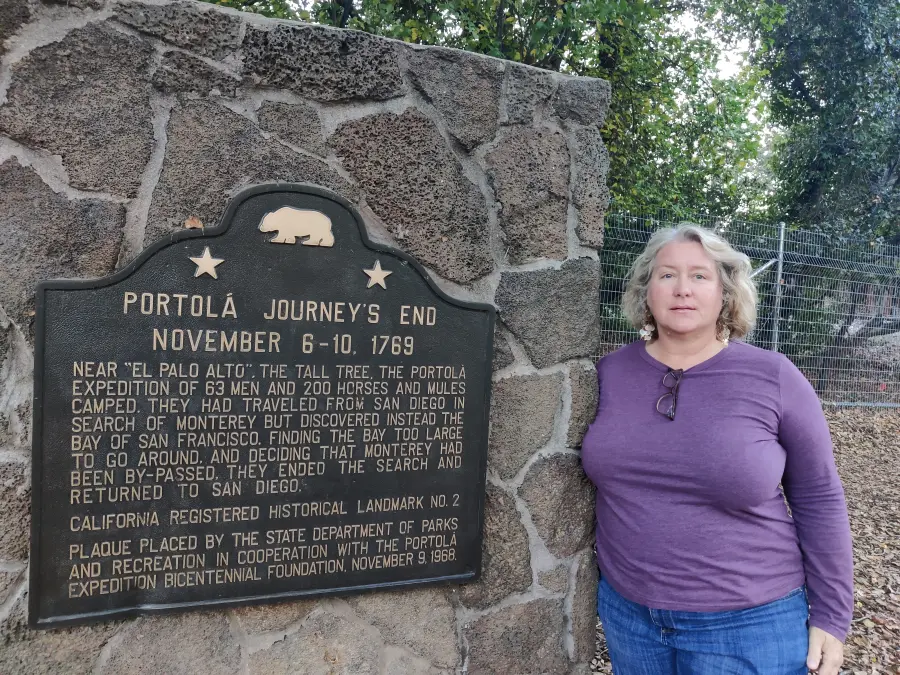 PORTOLÁ JOURNEY'S END
NOVEMBER 6-10, 1769
NEAR "EL PALO ALTO", THE TALL TREE, THE PORTOLÁ
EXPEDITION OF 63 MEN AND 200 HORSES AND MULES
CAMPED. THEY HAD TRAVELED FROM SAN DIEGO IN
SEARCH OF MONTEREY BUT DISCOVERED INSTEAD THE
BAY OF SAN FRANCISCO. FINDING THE BAY TOO LARGE
TO GO AROUND, AND DECIDING THAT MONTEREY HAD
BEEN BY-PASSED, THEY ENDED THE SEARCH AND
RETURNED TO SAN DIEGO.
CALIFORNIA REGISTERED HISTORICAL LANDMARK NO. 2
PLAQUE PLACED BY THE STATE DEPARTMENT OF PARKS
AND RECREATION IN COOPERATION WITH THE PORTOLÁ
EXPEDITION BICENTENNIAL FOUNDATION, NOVEMBER 9, 1968.